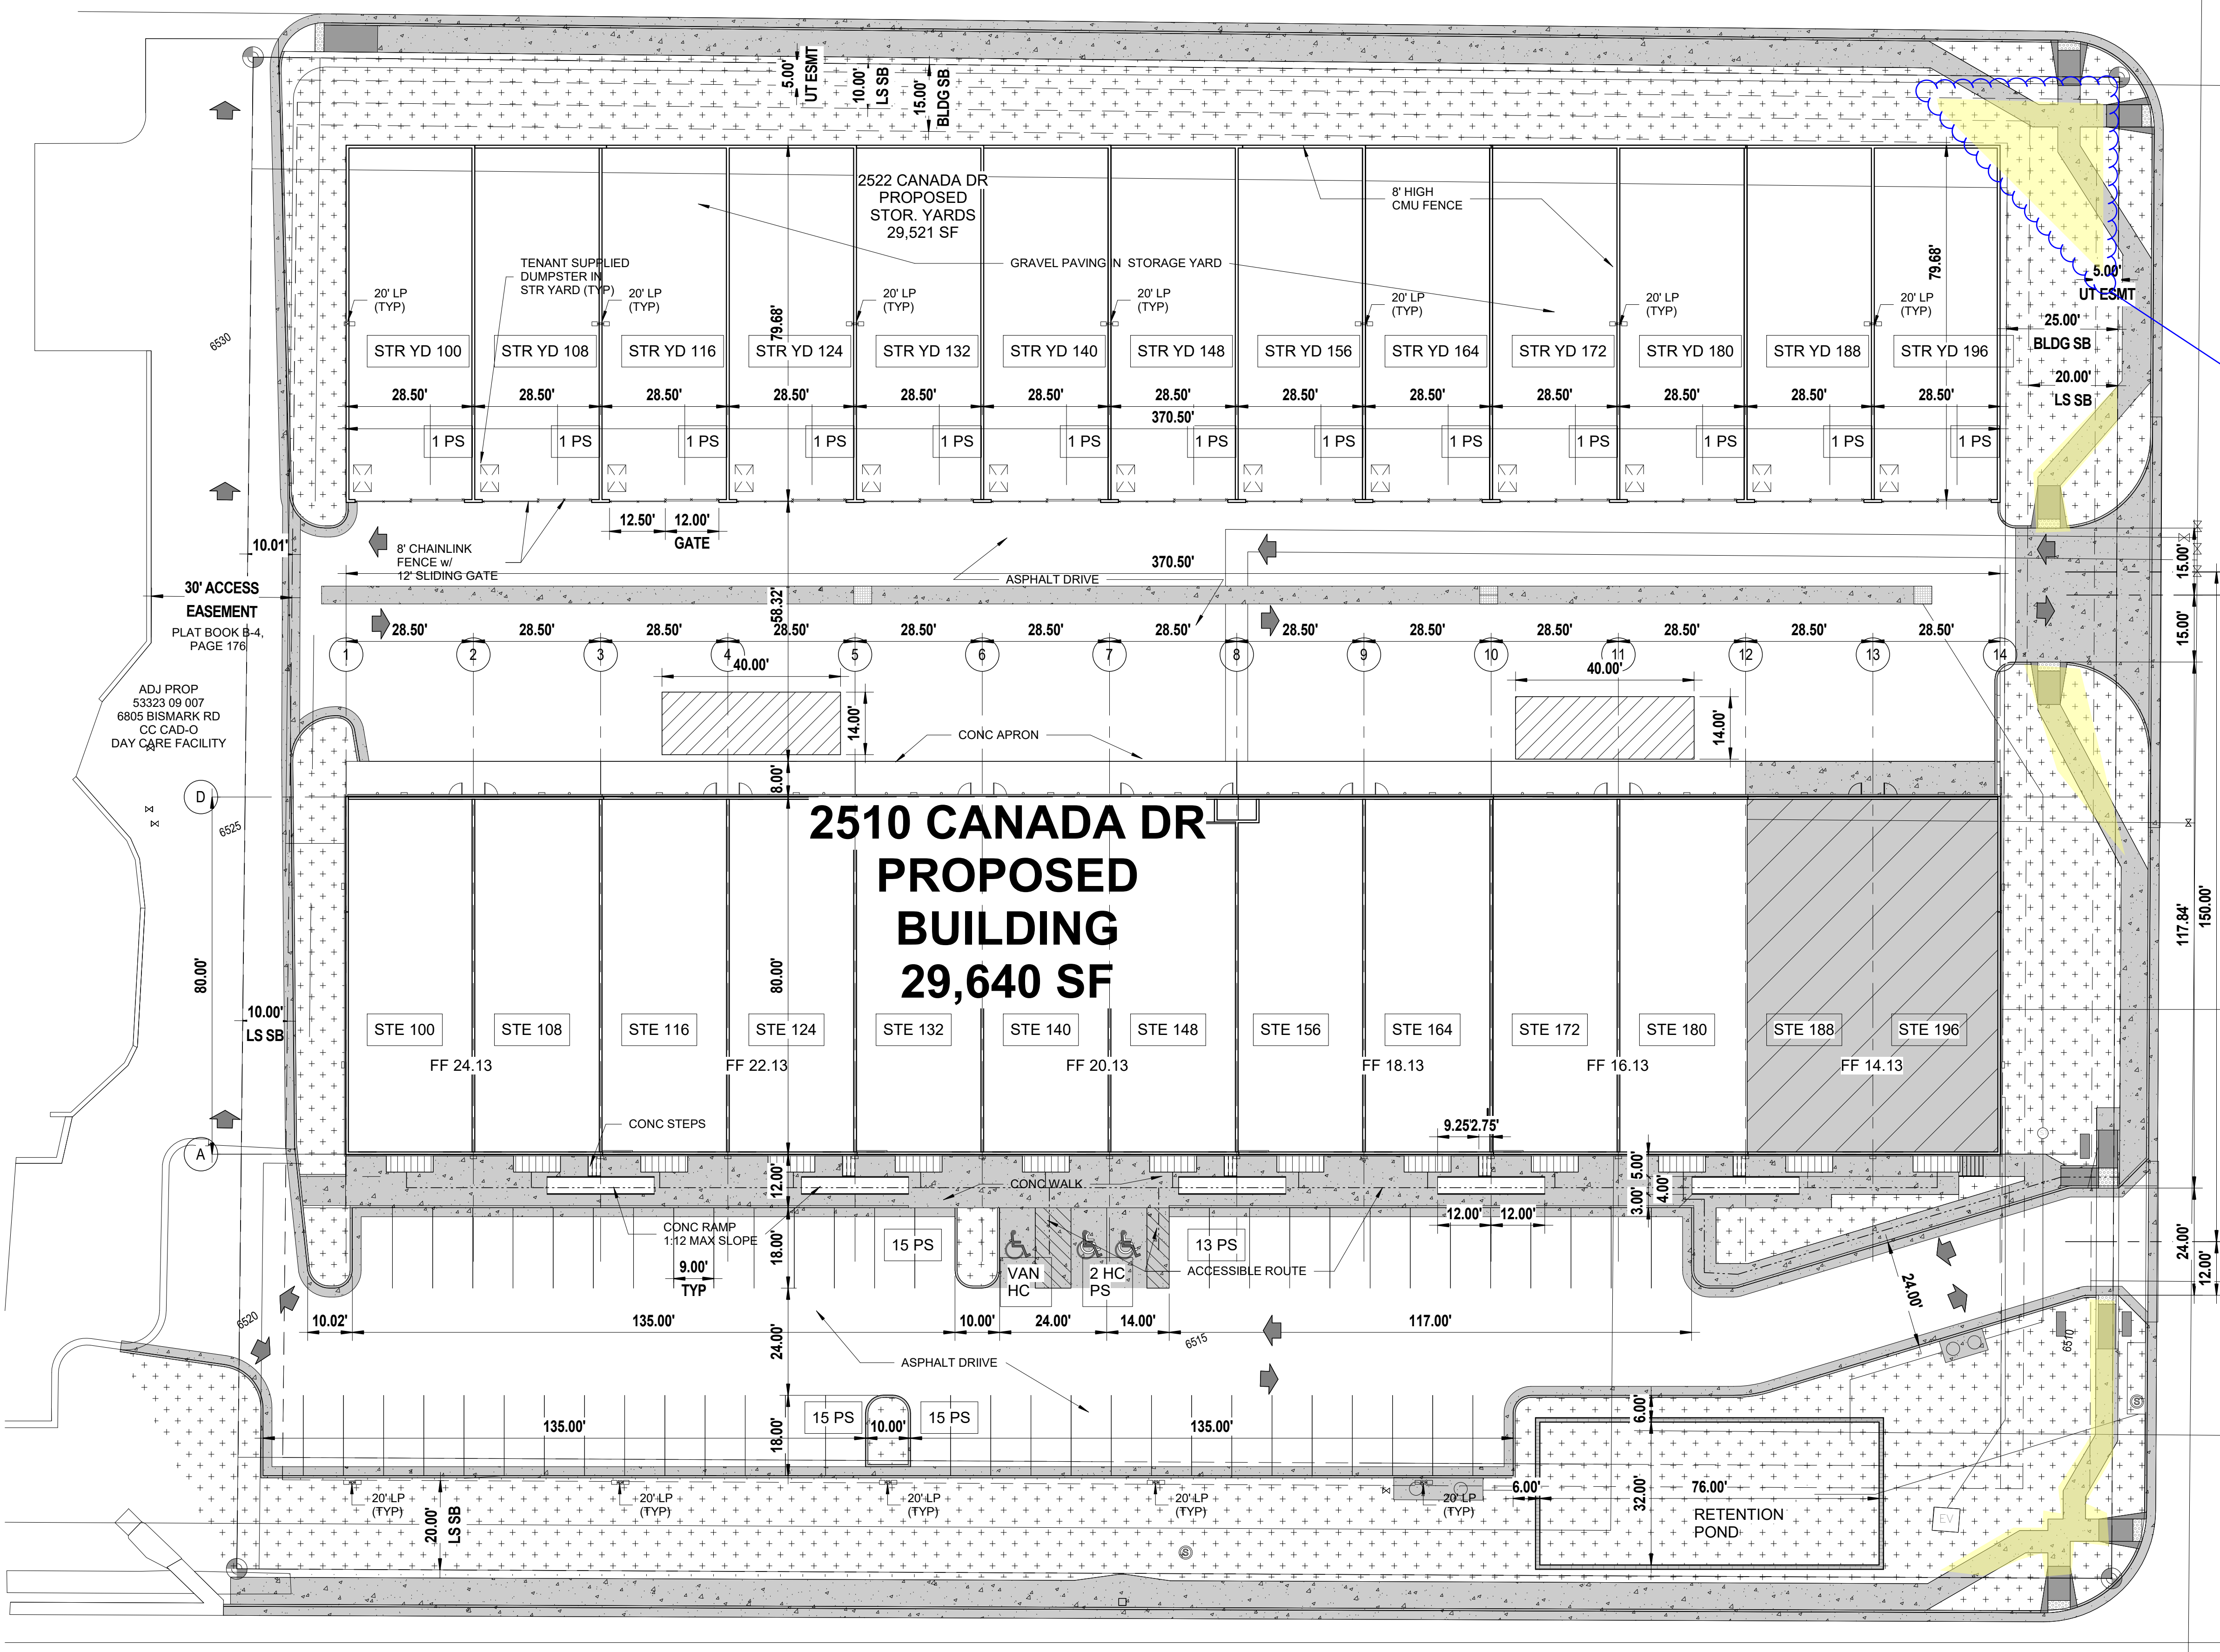 5.00'
UT ESMT
10.00'
LS SB
15.00'
BLDG SB
2522 CANADA DR
PROPOSED
STOR. YARDS
29,521 SF
8' HIGH
CMU FENCE
TENANT SUPPLIED
DUMPSTER IN
STR YARD (TYP)
GRAVEL PAVING IN STORAGE YARD
79.68'
79.68'
5.00'
UT ESMT
20' LP
(TYP)
20' LP
(TYP)
20' LP
(TYP)
20' LP
(TYP)
20' LP
(TYP)
20' LP
(TYP)
20' LP
(TYP)
6530
STR YD 100
STR YD 108
STR YD 116
STR YD 124
STR YD 132
STR YD 140
STR YD 148
STR YD 156
STR YD 164
STR YD 172
STR YD 180
STR YD 188
STR YD 196
25.00'
BLDG SB
20.00'
LS SB
28.50'
28.50'
28.50'
28.50'
28.50'
28.50'
28.50'
28.50'
28.50'
28.50'
28.50'
28.50'
28.50'
370.50'
1 PS
1 PS
1 PS
1 PS
1 PS
1 PS
1 PS
1 PS
1 PS
1 PS
1 PS
1 PS
1 PS
12.50'
12.00'
GATE
10.01'
8' CHAINLINK
FENCE w/
12' SLIDING GATE
370.50'
ASPHALT DRIVE
15.00'
15.00'
30' ACCESS
EASEMENT
PLAT BOOK B-4,
PAGE 176
58.32'
28.50'
28.50'
28.50'
28.50'
28.50'
28.50'
28.50'
28.50'
28.50'
28.50'
28.50'
28.50'
28.50'
1
2
3
4
5
6
7
8
9
10
11
12
13
14
40.00'
40.00'
14.00'
14.00'
ADJ PROP
53323 09 007
6805 BISMARK RD
CC CAD-O
DAY CARE FACILITY
CONC APRON
8.00'
D
6525
2510 CANADA DR
PROPOSED
BUILDING
29,640 SF
80.00'
80.00'
117.84'
150.00'
10.00'
LS SB
STE 100
STE 108
STE 116
STE 124
STE 132
STE 140
STE 148
STE 156
STE 164
STE 172
STE 180
STE 188
STE 196
FF 24.13
FF 22.13
FF 20.13
FF 18.13
FF 16.13
FF 14.13
CONC STEPS
9.25'
2.75'
A
12.00'
CONC WALK
5.00'
3.00'
4.00'
12.00'
12.00'
CONC RAMP
1:12 MAX SLOPE
18.00'
15 PS
13 PS
9.00'
TYP
VAN
HC
2 HC
PS
ACCESSIBLE ROUTE
24.00'
24.00'
12.00'
6520
10.02'
135.00'
10.00'
24.00'
14.00'
117.00'
6515
6510
24.00'
ASPHALT DRIIVE
135.00'
15 PS
10.00'
15 PS
135.00'
18.00'
6.00'
S
20' LP
(TYP)
20' LP
(TYP)
20' LP
(TYP)
20' LP
(TYP)
20' LP
(TYP)
20.00'
LS SB
6.00'
32.00'
76.00'
RETENTION
POND
EV
S